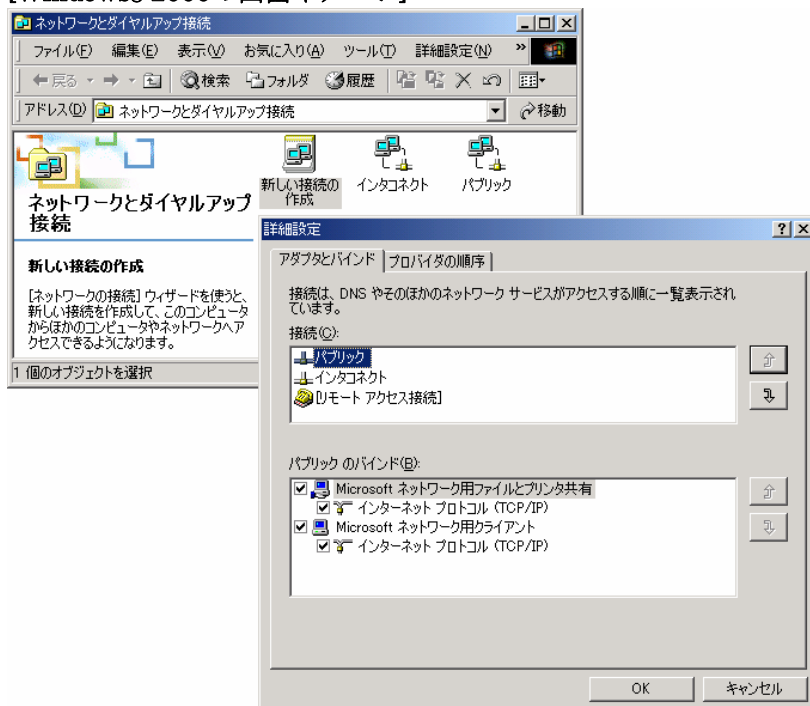 ネットワークとダイヤルアップ接続
ファイル(F) 編集(E) 表示(V) お気に入り(A) ツール(T) 詳細設定(N) »
戻る 検索 フォルダ 履歴
アドレス(D) ネットワークとダイヤルアップ接続 移動
ネットワークとダイヤルアップ
接続
新しい接続の作成
[ネットワークの接続] ウィザードを使うと、
新しい接続を作成して、このコンピュータ
からほかのコンピュータやネットワークへア
クセスできるようになります。
新しい接続の
作成
インタコネクト
パブリック
1 個のオブジェクトを選択
詳細設定
アダプタとバインド
プロバイダの順序
接続は、DNS やそのほかのネットワーク サービスがアクセスする順に一覧表示され
ています。
接続(C):
パブリック
インタコネクト
[リモート アクセス接続]
パブリック のバインド(B):
Microsoft ネットワーク用ファイルとプリンタ共有
インターネット プロトコル (TCP/IP)
Microsoft ネットワーク用クライアント
インターネット プロトコル (TCP/IP)
OK
キャンセル